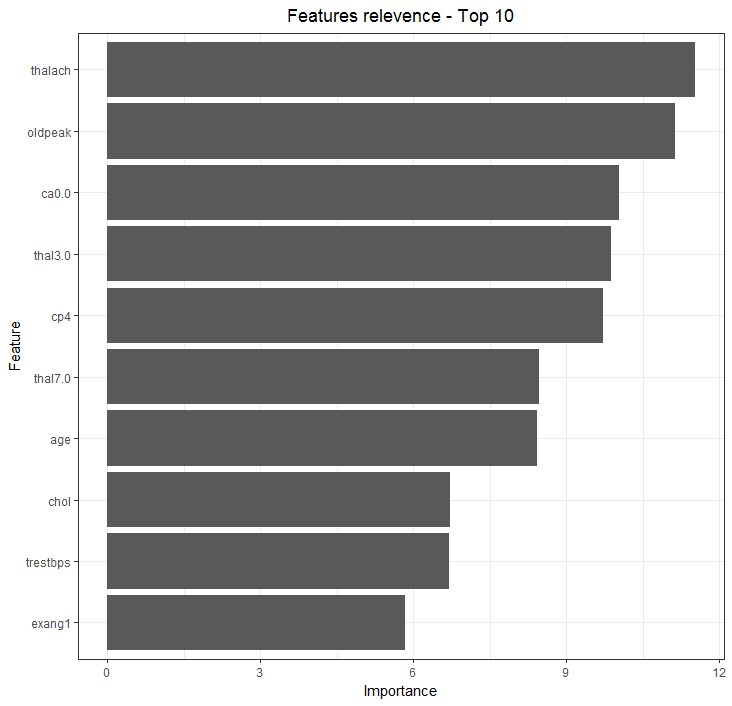 Features relevence - Top 10
thalach
oldpeak
ca0.0
thal3.0
cp4
thal7.0
age
chol
trestbps
exang1
Feature
0 3 6 9 12
Importance